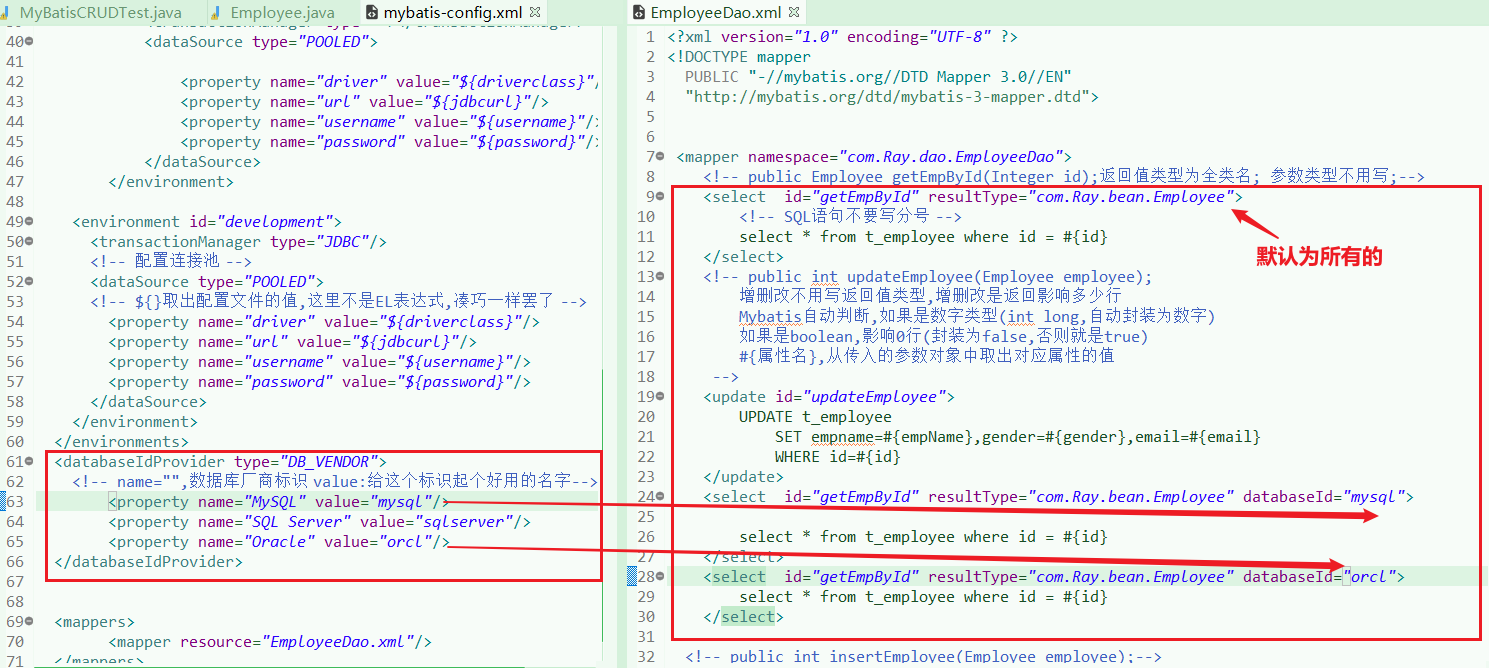 MyBatisCRUDTest.java
Employee.java
mybatis-config.xml
40 <dataSource type="POOLED">
41
42 <property name="driver" value="${driverclass}"/
43 <property name="url" value="${jdbcurl}"/>
44 <property name="username" value="${username}"/>
45 <property name="password" value="${password}"/>
46 </dataSource>
47 </environment>
48
49 <environment id="development">
50 <transactionManager type="JDBC"/>
51 <!-- 配置连接池 -->
52 <dataSource type="POOLED">
53 <!-- ${}取出配置文件的值,这里不是EL表达式,凑巧一样罢了 -->
54 <property name="driver" value="${driverclass}"/>
55 <property name="url" value="${jdbcurl}"/>
56 <property name="username" value="${username}"/>
57 <property name="password" value="${password}"/>
58 </dataSource>
59 </environment>
60 </environments>
61 <databaseIdProvider type="DB_VENDOR">
62 <!-- name="",数据库厂商标识 value:给这个标识起个好用的名字-->
63 <property name="MySQL" value="mysql"/>
64 <property name="SQL Server" value="sqlserver"/>
65 <property name="Oracle" value="orcl"/>
66 </databaseIdProvider>
67
68
69 <mappers>
70 <mapper resource="EmployeeDao.xml"/>
71 </mappers>
EmployeeDao.xml
1 <?xml version="1.0" encoding="UTF-8" ?>
2 <!DOCTYPE mapper
3 PUBLIC "-//mybatis.org//DTD Mapper 3.0//EN"
4 "http://mybatis.org/dtd/mybatis-3-mapper.dtd">
5
6
7 <mapper namespace="com.Ray.dao.EmployeeDao">
8 <!-- public Employee getEmpById(Integer id);返回值类型为全类名; 参数类型不用写;-->
9 <select id="getEmpById" resultType="com.Ray.bean.Employee">
10 <!-- SQL语句不要写分号 -->
11 select * from t_employee where id = #{id}
默认为所有的
12 </select>
13 <!-- public int updateEmployee(Employee employee);
14 增删改不用写返回值类型,增删改是返回影响多少行
15 Mybatis自动判断,如果是数字类型(int long,自动封装为数字)
16 如果是boolean,影响0行(封装为false,否则就是true)
17 #{属性名},从传入的参数对象中取出对应属性的值
18 -->
19 <update id="updateEmployee">
20 UPDATE t_employee
21 SET empname=#{empName},gender=#{gender},email=#{email}
22 WHERE id=#{id}
23 </update>
24 <select id="getEmpById" resultType="com.Ray.bean.Employee" databaseId="mysql">
25
26 select * from t_employee where id = #{id}
27 </select>
28 <select id="getEmpById" resultType="com.Ray.bean.Employee" databaseId="orcl">
29 select * from t_employee where id = #{id}
30 </select>
31
32 <!-- public int insertEmployee(Employee employee);-->